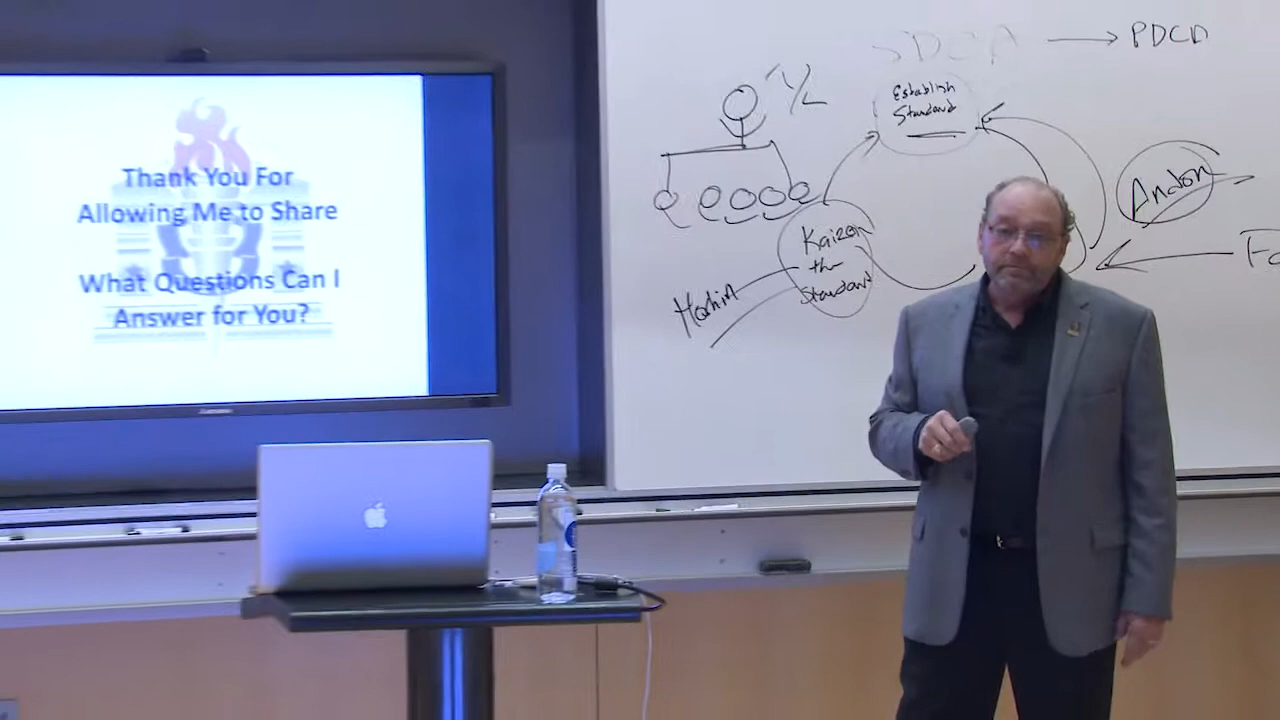 Thank You For
Allowing Me to Share
What Questions Can I
Answer for You?
SDCA → PDCA
T/L
Establish
Standard
Andon
Kaizen
the
Standard